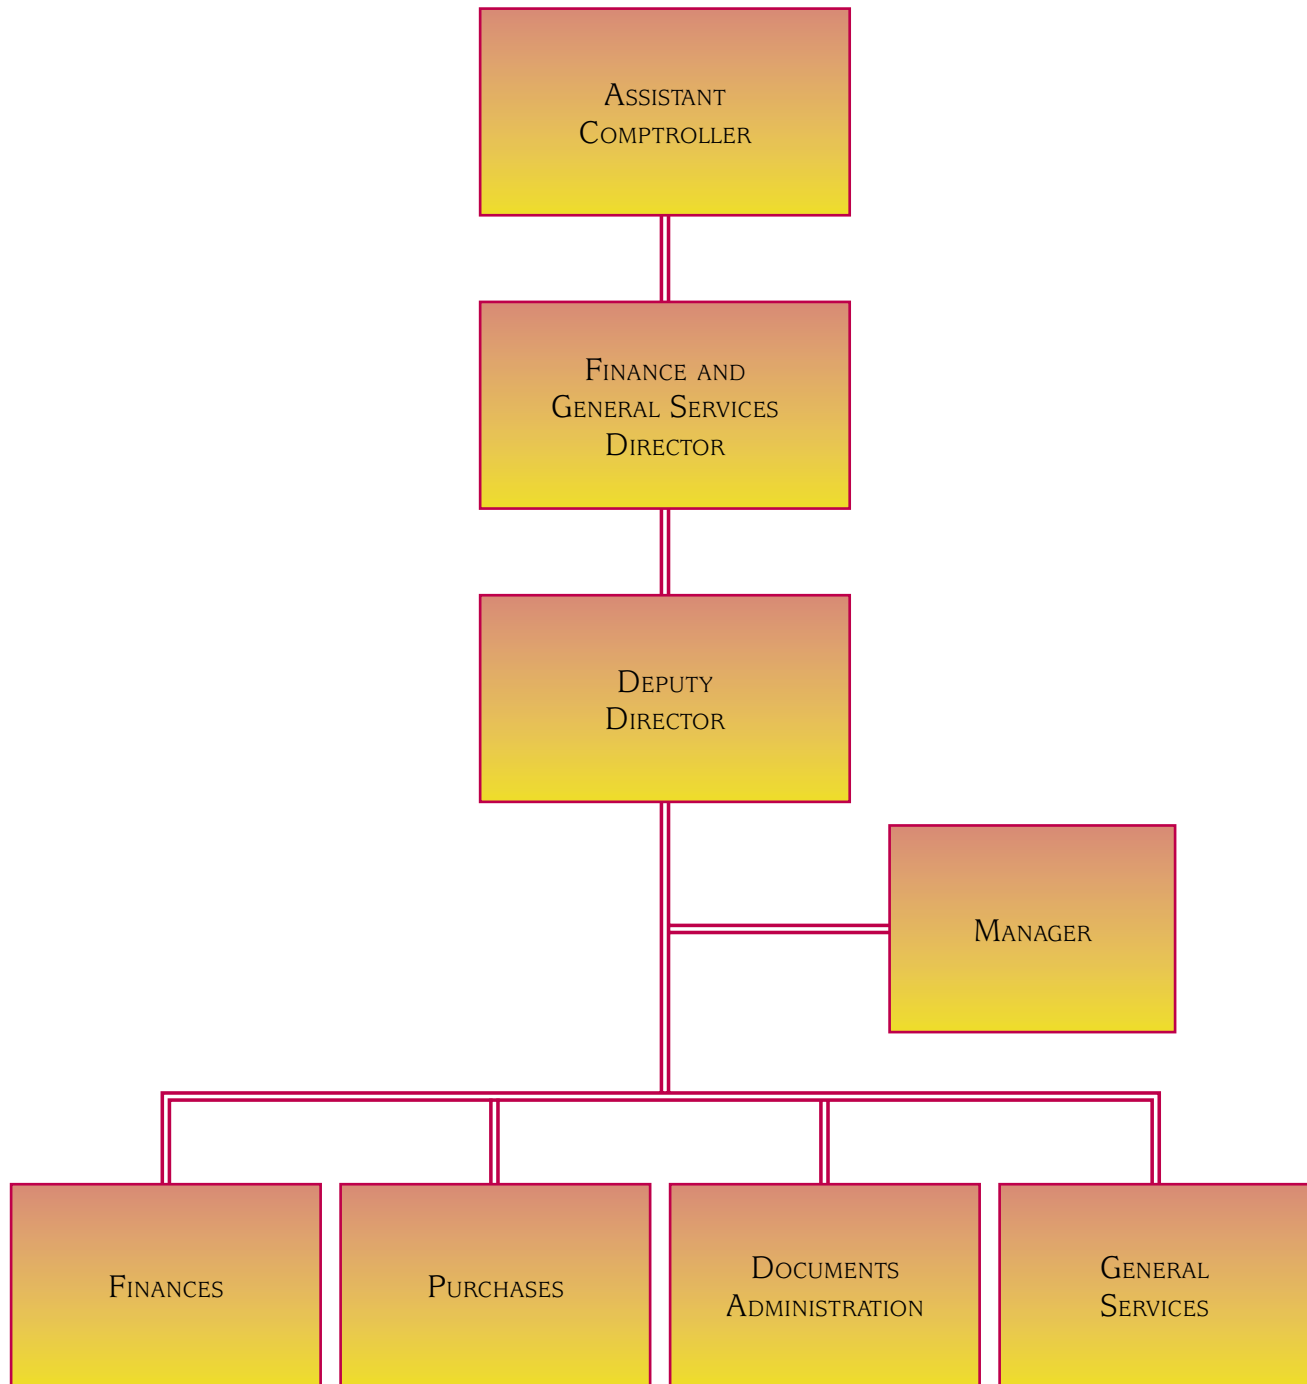 Assistant
Comptroller
Finance and
General Services
Director
Deputy
Director
Manager
Finances
Purchases
Documents
Administration
General
Services